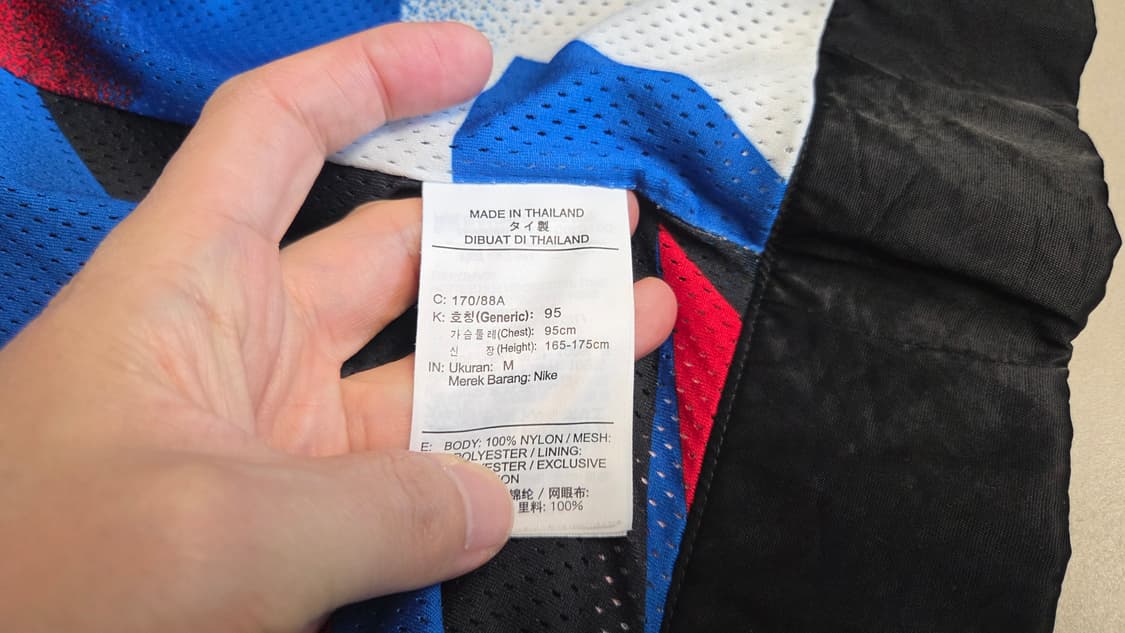 MADE IN THAILAND
タイ製
DIBUAT DI THAILAND
C: 170/88A
K: 호칭(Generic): 95
가슴둘레(Chest): 95cm
신 장(Height): 165-175cm
IN: Ukuran: M
Merek Barang: Nike
E: BODY: 100% NYLON / MESH:
POLYESTER / LINING:
/ EXCLUSIVE
锦纶 / 网眼布:
里料: 100%